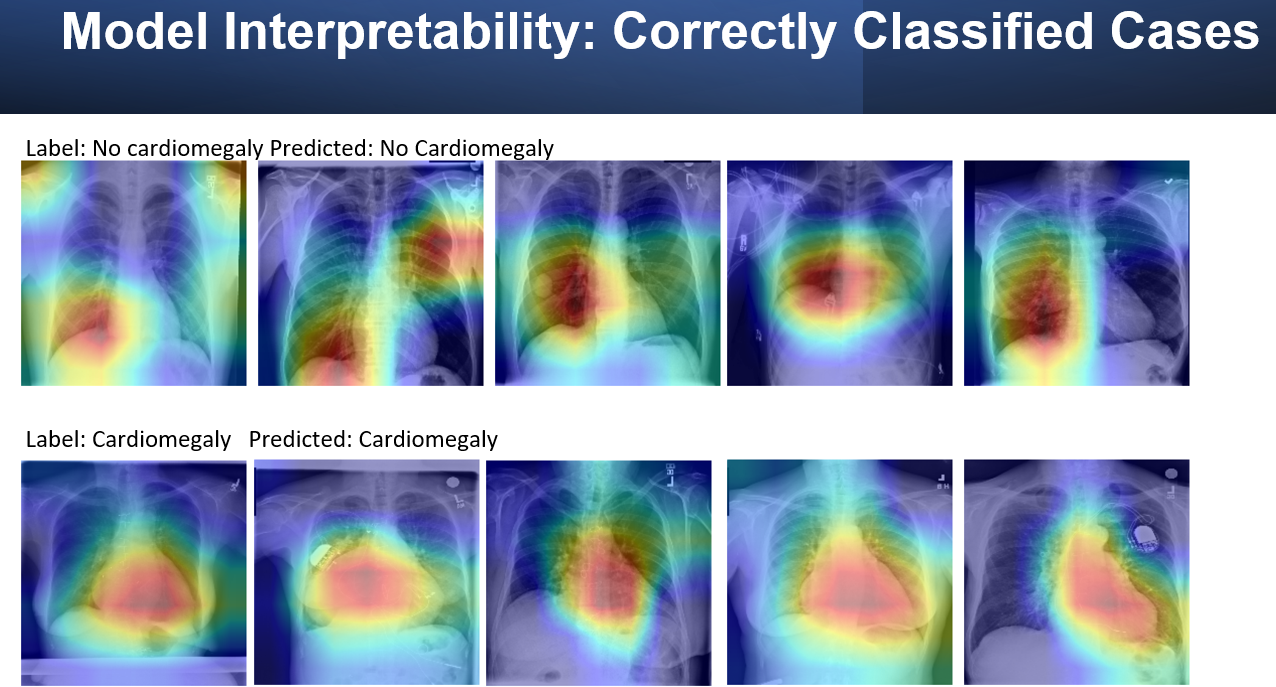 Model Interpretability: Correctly Classified Cases
Label: No cardiomegaly Predicted: No Cardiomegaly
Label: Cardiomegaly Predicted: Cardiomegaly